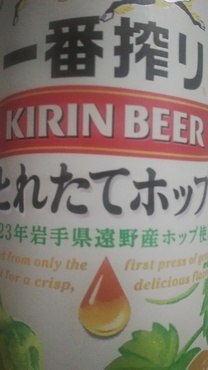 一番搾り
KIRIN BEER
とれたてホップ
23年岩手県遠野産ホップ使
from only the first press of
for a crisp, delicious